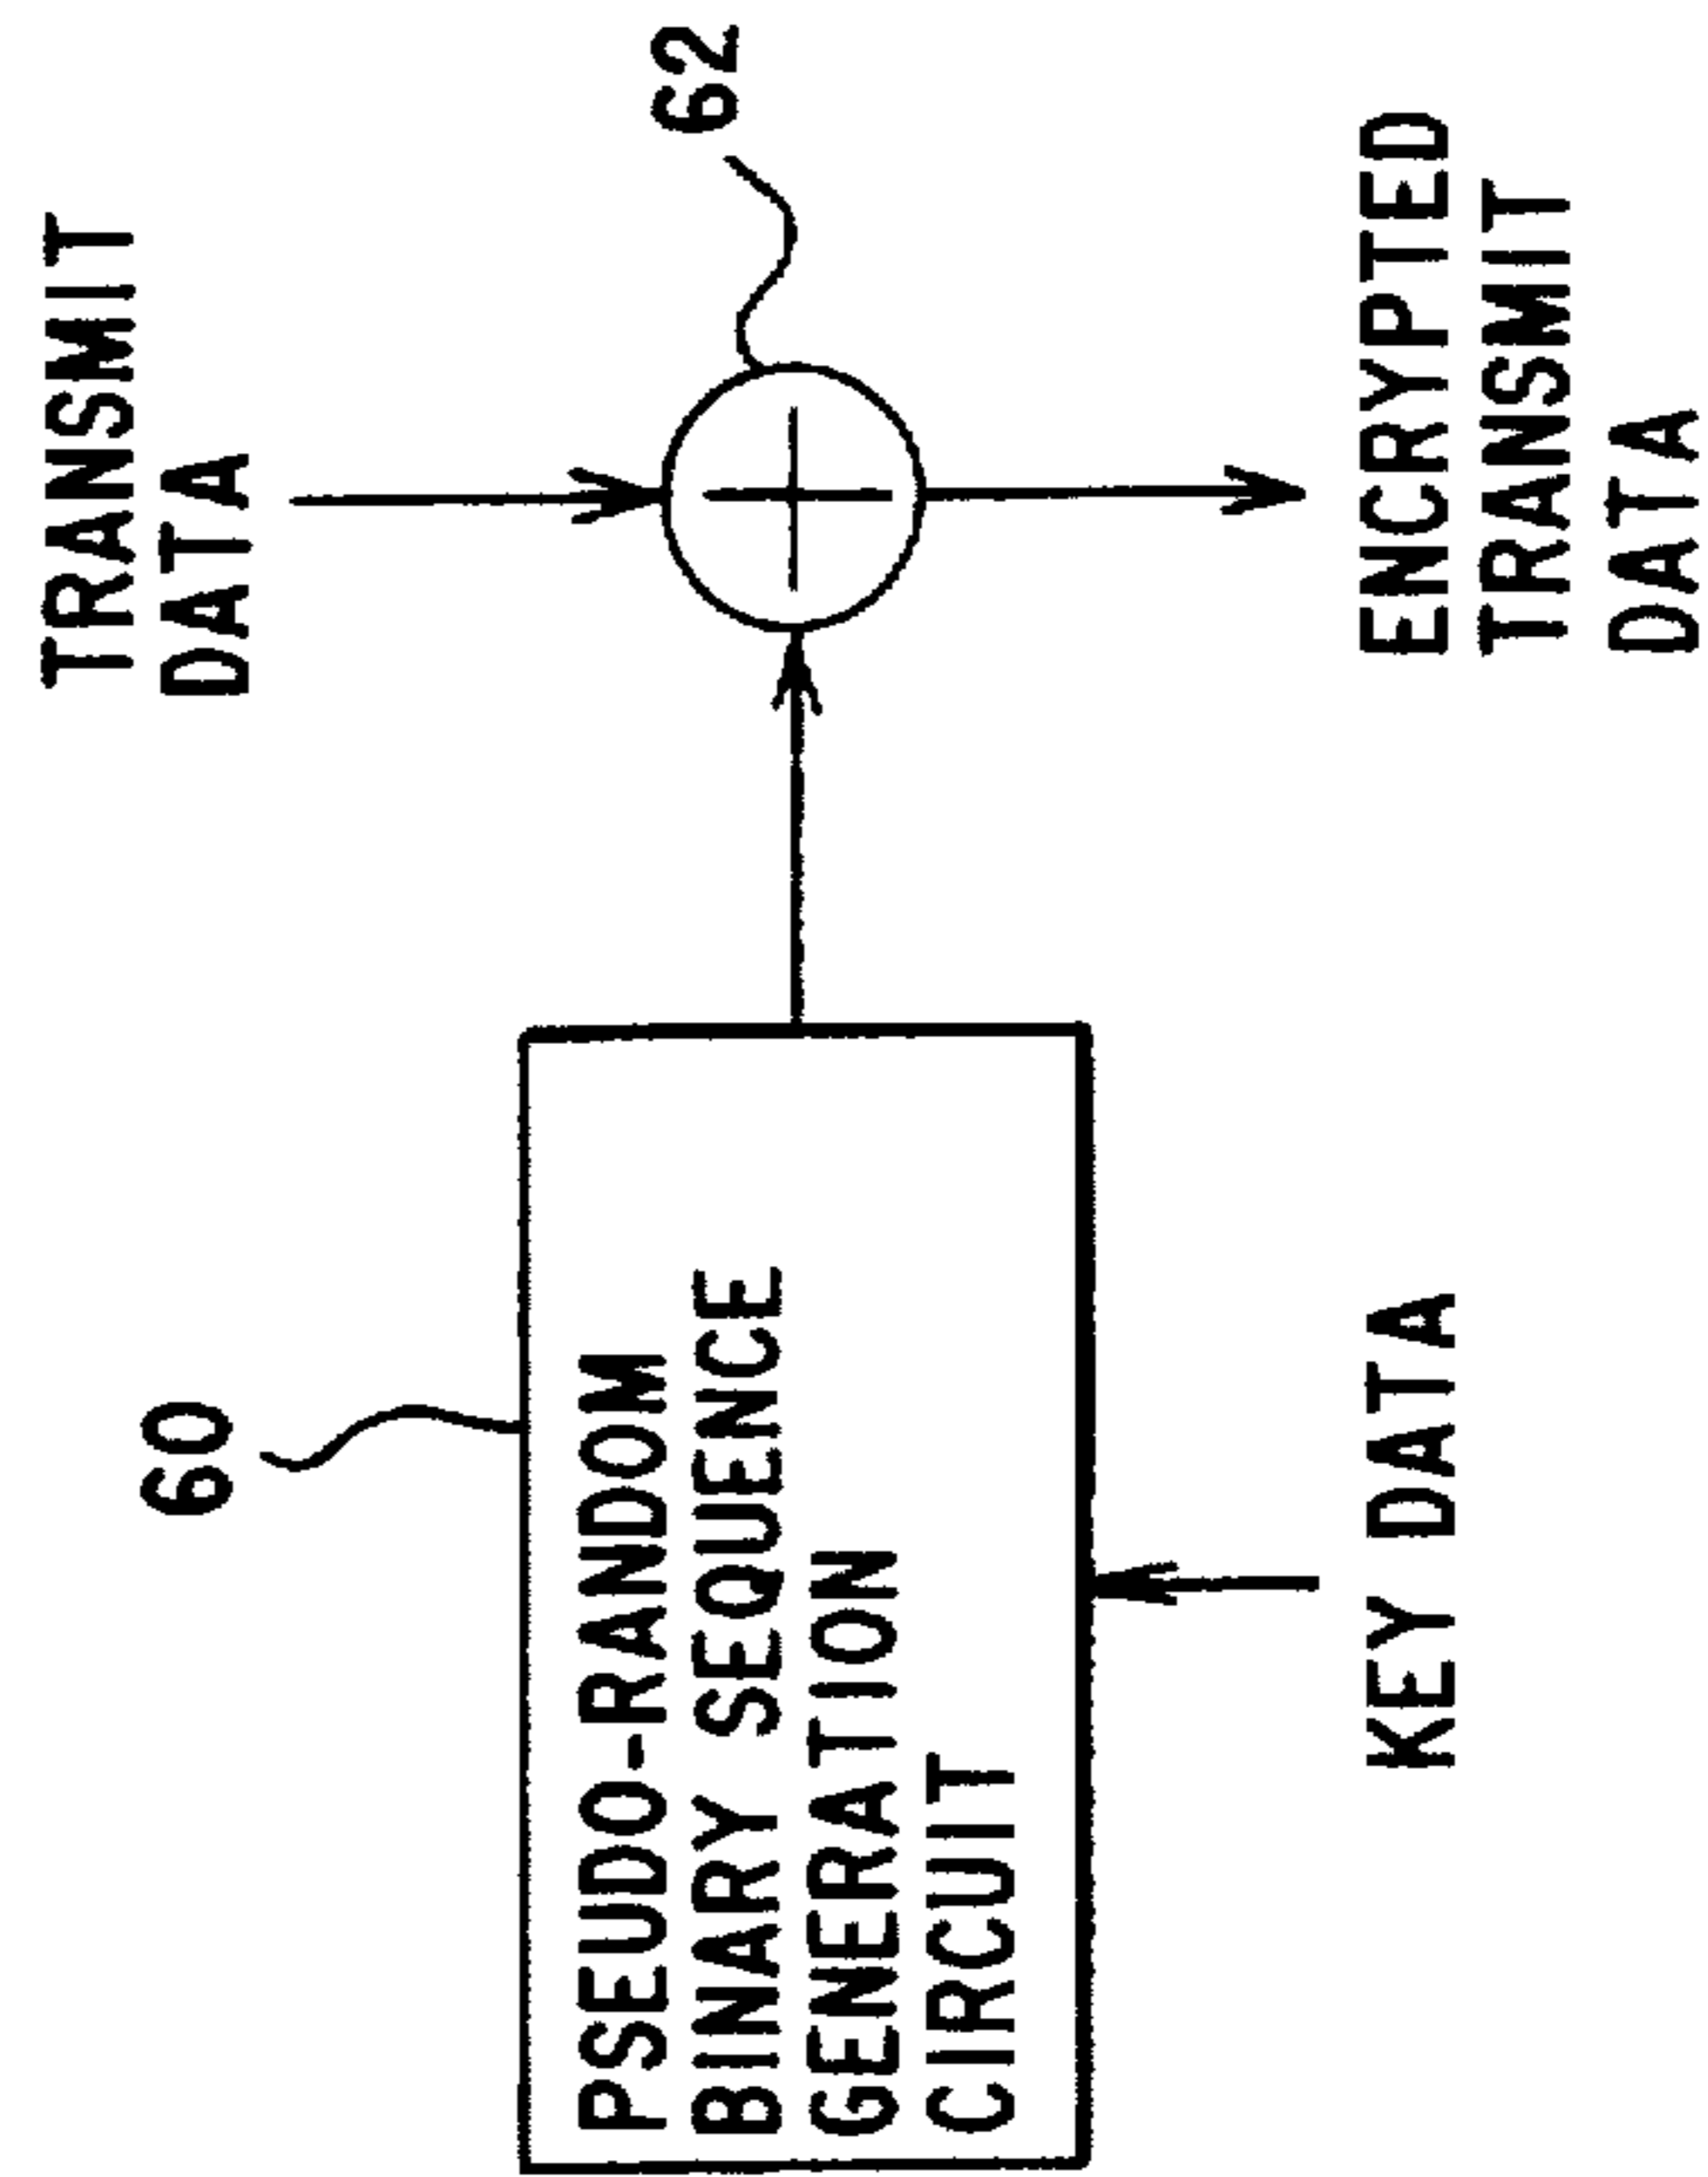 60
PSEUDO-RANDOM
BINARY SEQUENCE
GENERATION
CIRCUIT
KEY DATA
TRANSMIT
DATA
62
ENCRYPTED
TRANSMIT
DATA